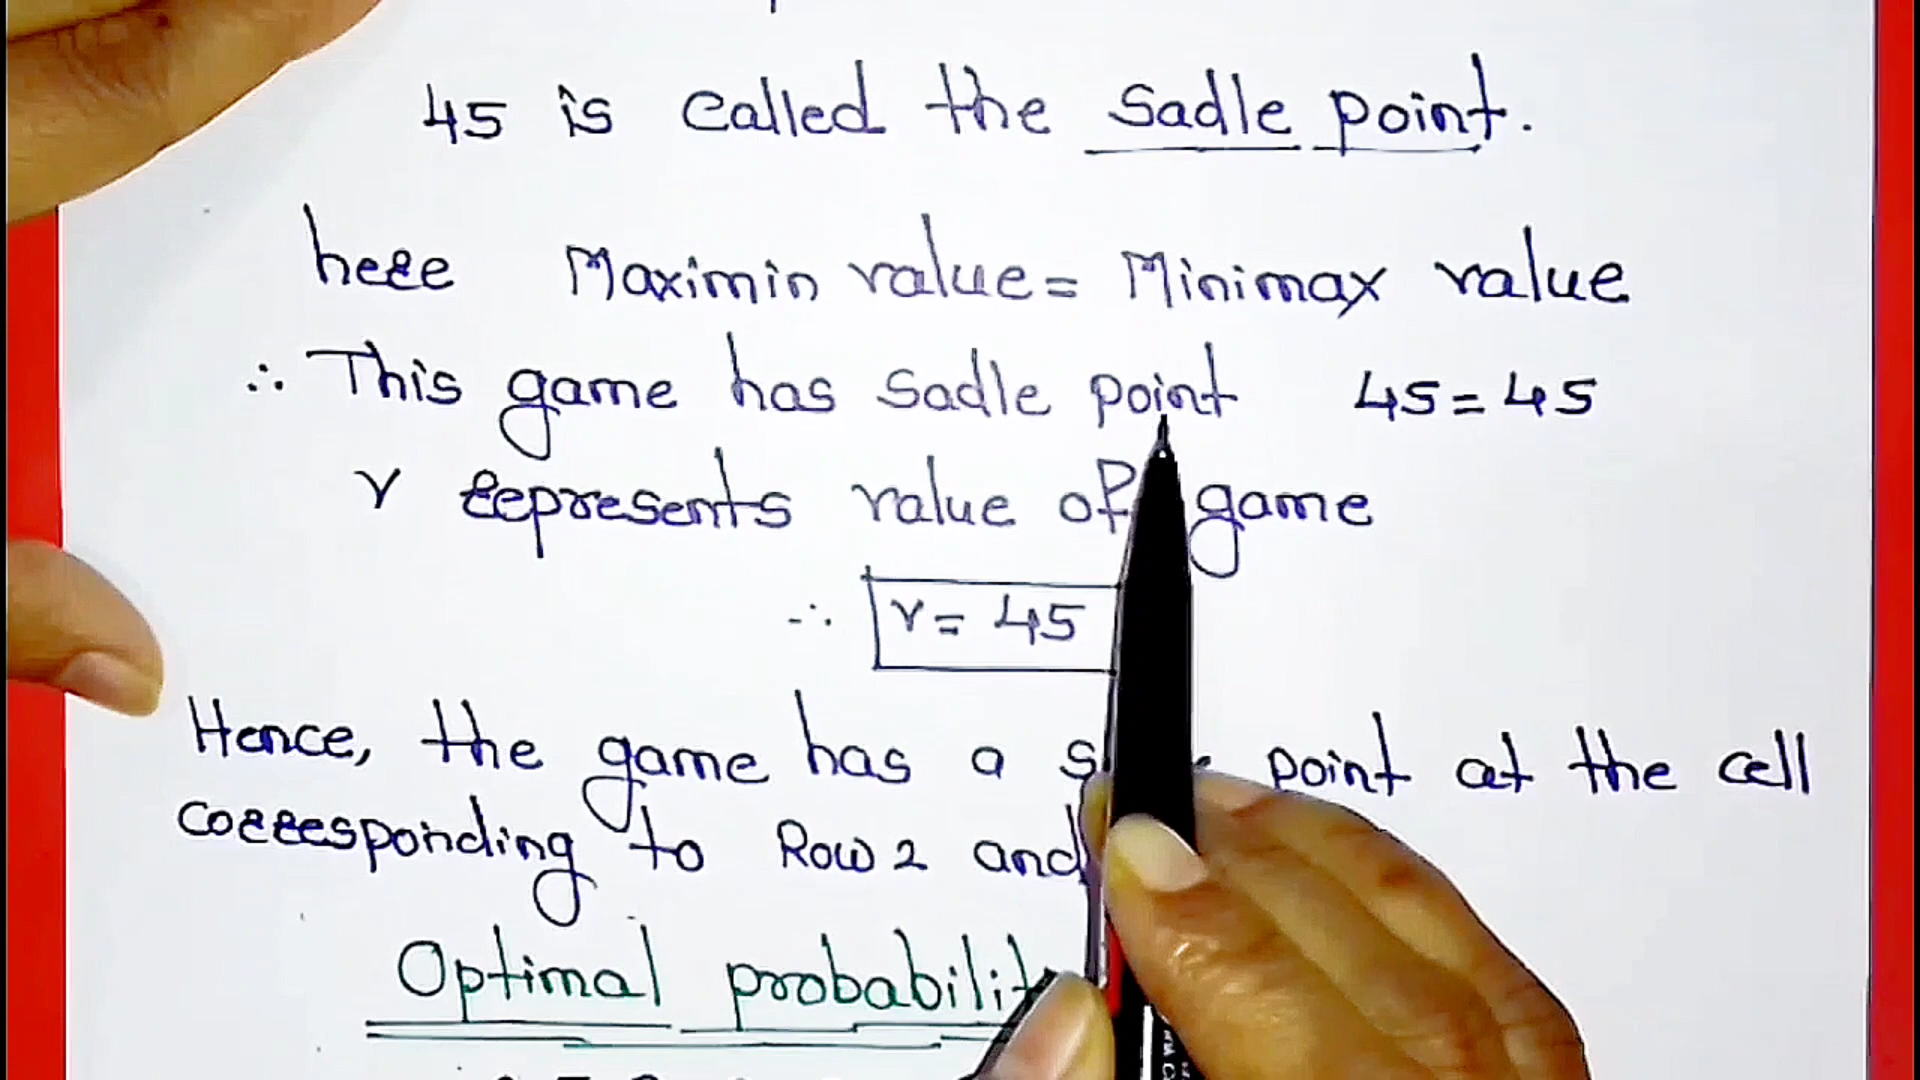 45 is called the sadle point.
here Maximin value = Minimax value
∴ This game has sadle point 45 = 45
v represents value of game
∴ v = 45
Hence, the game has a point at the cell
corresponding to Row 2 and
Optimal